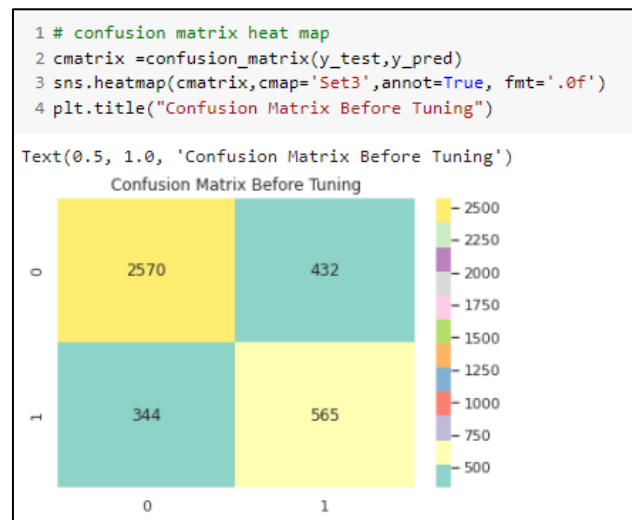 1 # confusion matrix heat map
2 cmatrix =confusion_matrix(y_test,y_pred)
3 sns.heatmap(cmatrix,cmap='Set3',annot=True, fmt='.0f')
4 plt.title("Confusion Matrix Before Tuning")
Text(0.5, 1.0, 'Confusion Matrix Before Tuning')
Confusion Matrix Before Tuning
0
2570
432
1
344
565
0
1
2500
2250
2000
1750
1500
1250
1000
750
500